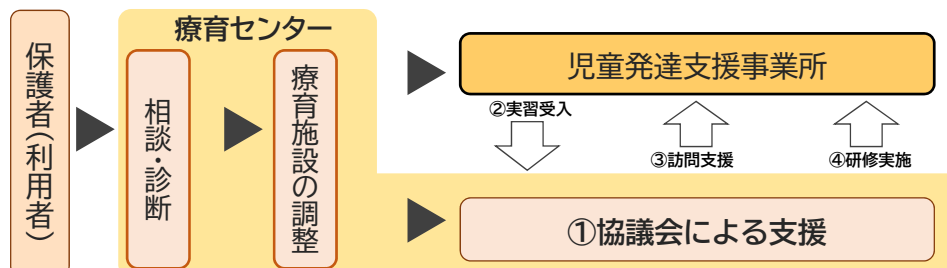 保護者(利用者)
療育センター
相談・診断
療育施設の調整
児童発達支援事業所
②実習受入
③訪問支援
④研修実施
①協議会による支援